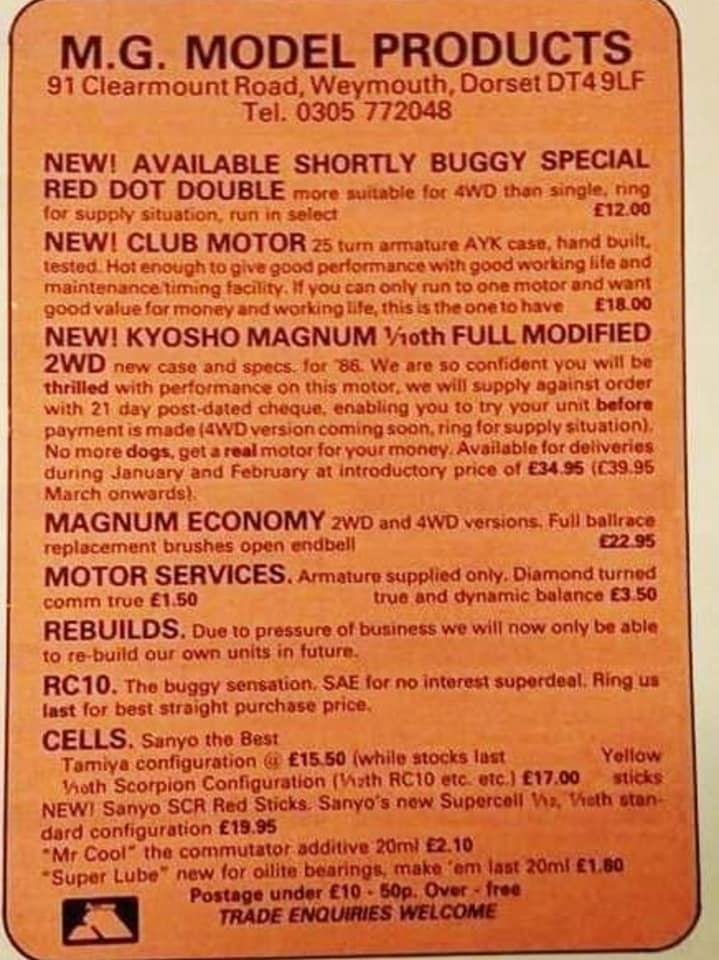 M.G. MODEL PRODUCTS
91 Clearmount Road, Weymouth, Dorset DT4 9LF
Tel. 0305 772048
NEW! AVAILABLE SHORTLY BUGGY SPECIAL
RED DOT DOUBLE more suitable for 4WD than single, ring
for supply situation, run in select £12.00
NEW! CLUB MOTOR 25 turn armature AYK case, hand built,
tested. Hot enough to give good performance with good working life and
maintenance/timing facility. If you can only run to one motor and want
good value for money and working life, this is the one to have £18.00
NEW! KYOSHO MAGNUM 1/10th FULL MODIFIED
2WD new case and specs. for '86. We are so confident you will be
thrilled with performance on this motor, we will supply against order
with 21 day post-dated cheque, enabling you to try your unit before
payment is made (4WD version coming soon, ring for supply situation).
No more dogs, get a real motor for your money. Available for deliveries
during January and February at introductory price of £34.95 (£39.95
March onwards).
MAGNUM ECONOMY 2WD and 4WD versions. Full ballrace
replacement brushes open endbell £22.95
MOTOR SERVICES. Armature supplied only. Diamond turned
comm true £1.50 true and dynamic balance £3.50
REBUILDS. Due to pressure of business we will now only be able
to re-build our own units in future.
RC10. The buggy sensation. SAE for no interest superdeal. Ring us
last for best straight purchase price.
CELLS. Sanyo the Best
Tamiya configuration @ £15.50 (while stocks last Yellow
1/10th Scorpion Configuration (1/12th RC10 etc. etc.) £17.00 sticks
NEW! Sanyo SCR Red Sticks. Sanyo's new Supercell 1/12, 1/10th stan-
dard configuration £19.95
"Mr Cool" the commutator additive 20ml £2.10
"Super Lube" new for oilite bearings, make 'em last 20ml £1.80
Postage under £10 - 50p. Over - free
TRADE ENQUIRIES WELCOME